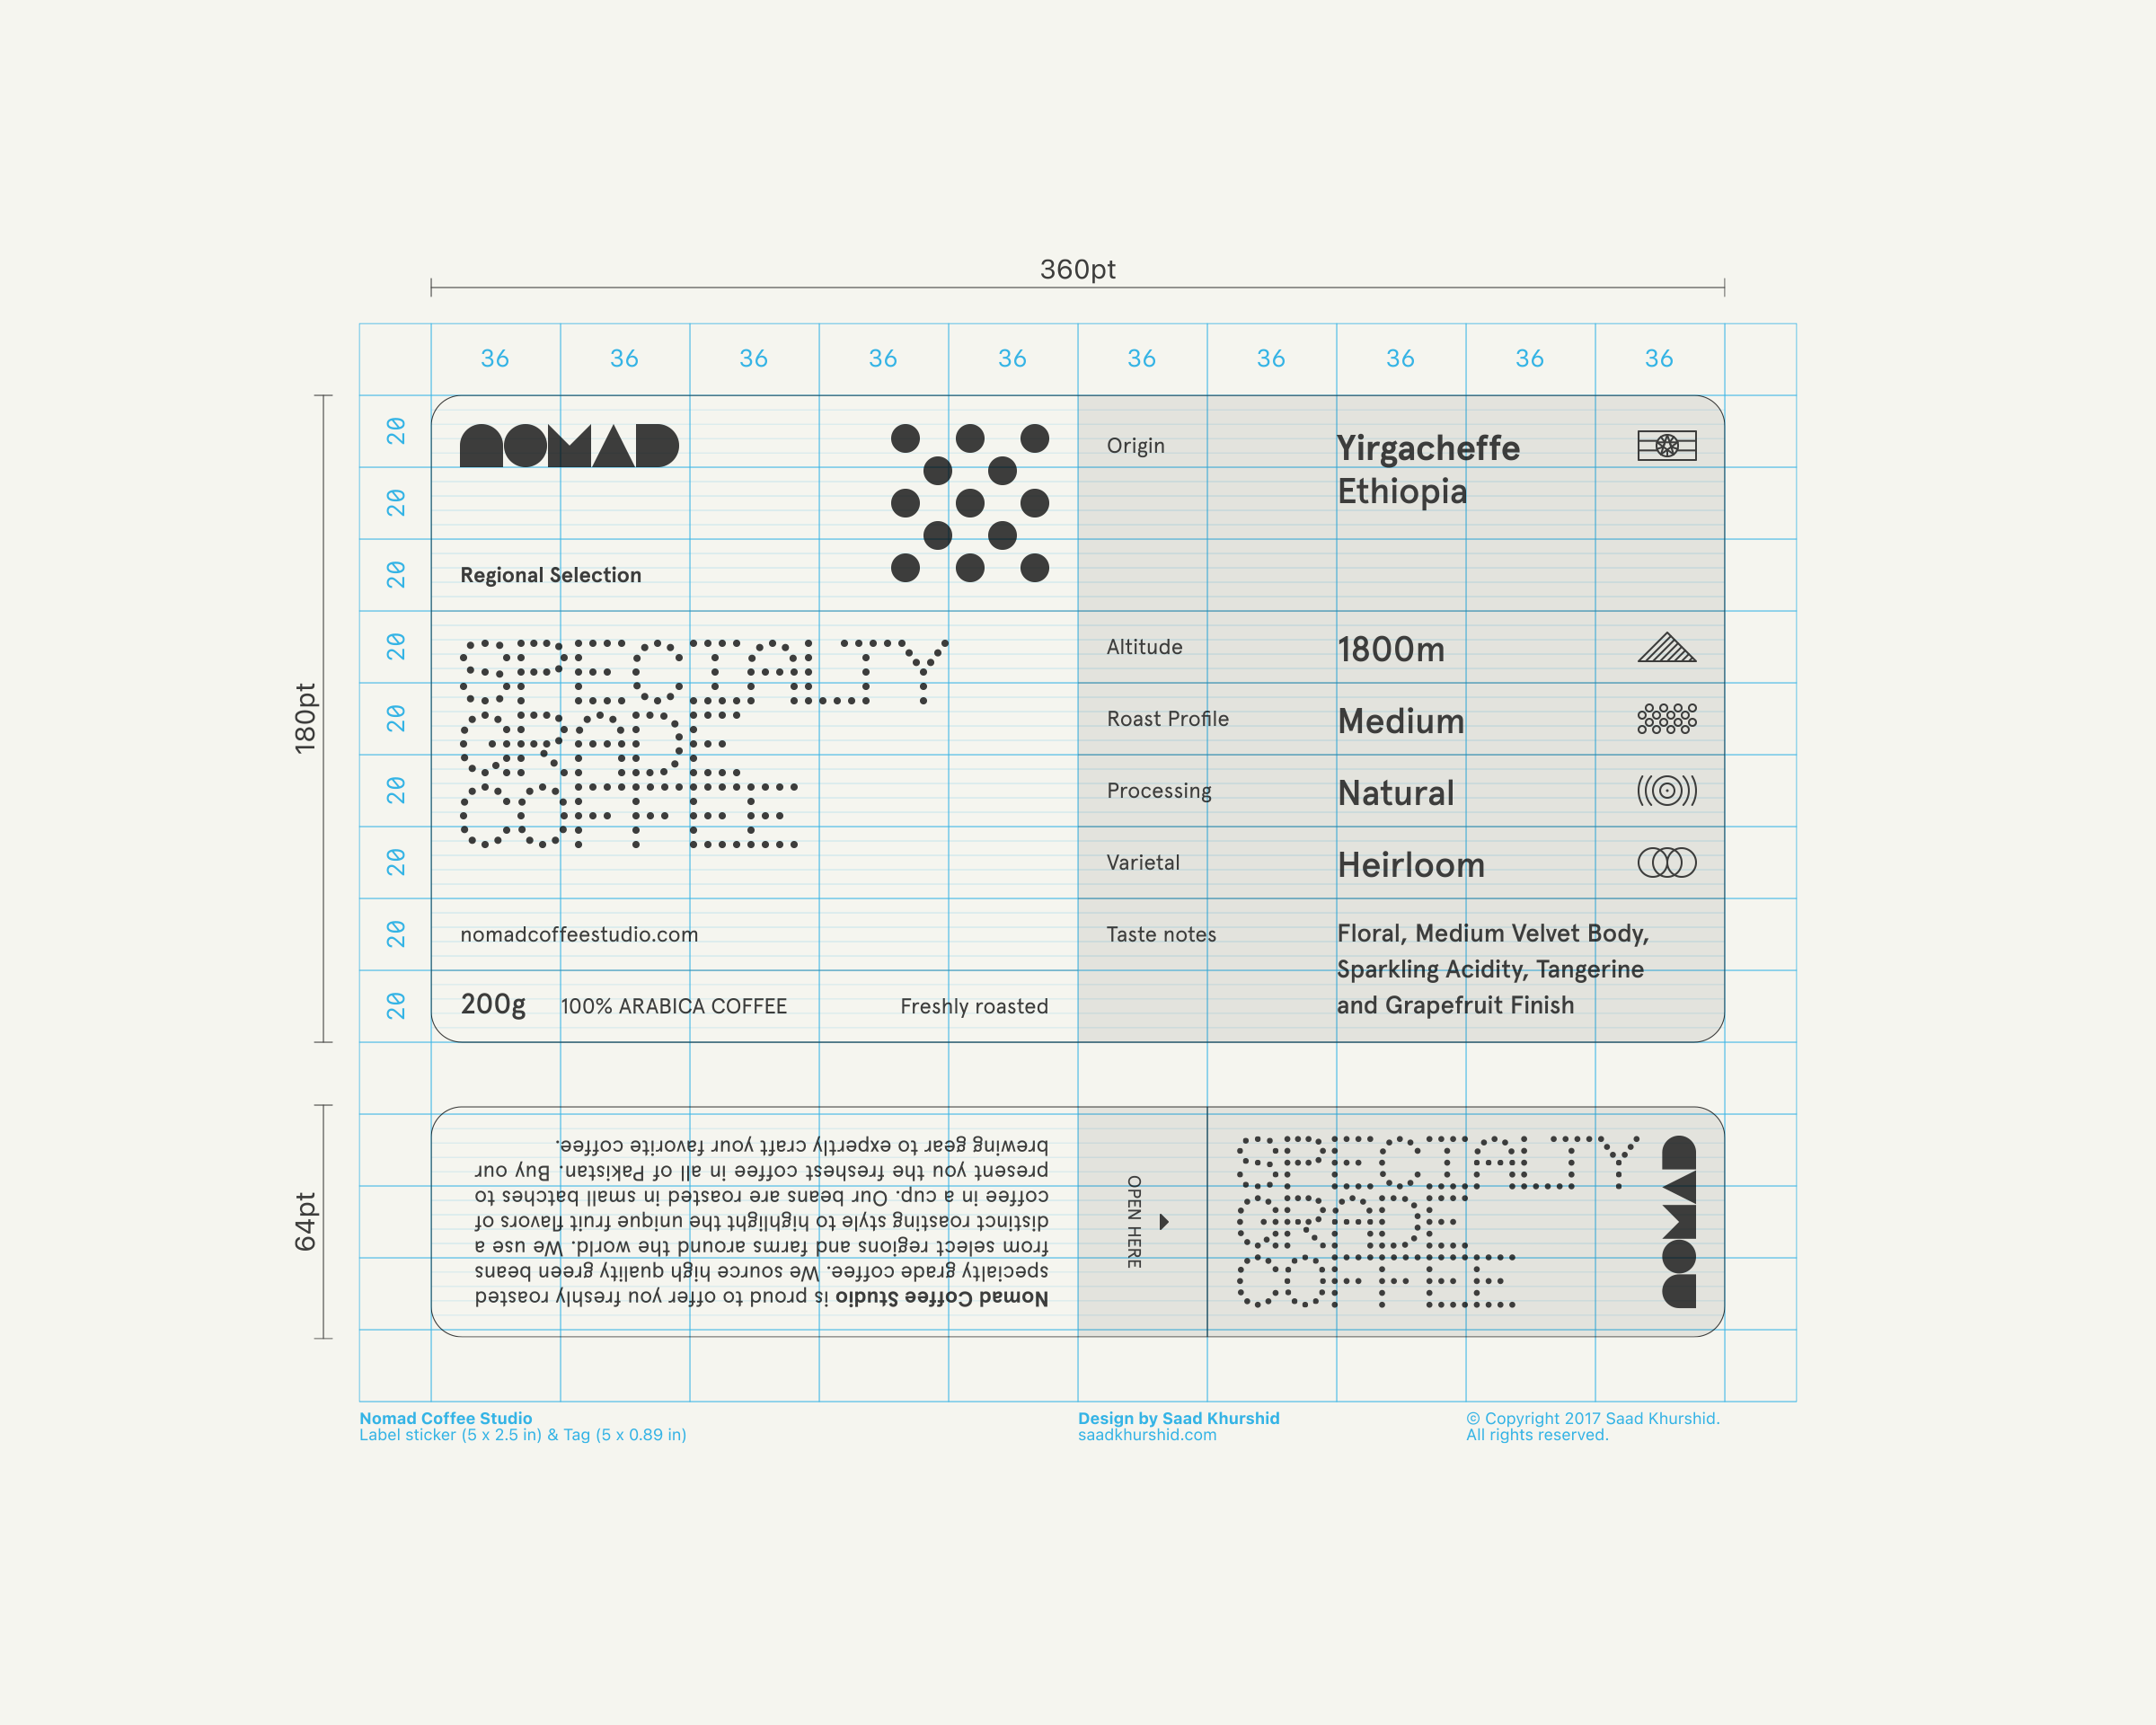 360pt
36 36 36 36 36 36 36 36 36 36
180pt
20
20
20
20
20
20
20
20
20
NOMAD
Regional Selection
SPECIALTY
GRADE
COFFEE
nomadcoffeestudio.com
200g 100% ARABICA COFFEE Freshly roasted
Origin Yirgacheffe
Ethiopia
Altitude 1800m
Roast Profile Medium
Processing Natural
Varietal Heirloom
Taste notes Floral, Medium Velvet Body,
Sparkling Acidity, Tangerine
and Grapefruit Finish
64pt
Nomad Coffee Studio is proud to offer you freshly roasted
specialty grade coffee. We source high quality green beans
from select regions and farms around the world. We use a
distinct roasting style to highlight the unique fruit flavors of
coffee in a cup. Our beans are roasted in small batches to
present you the freshest coffee in all of Pakistan. Buy our
brewing gear to expertly craft your favorite coffee.
OPEN HERE
SPECIALTY
GRADE
COFFEE
NOMAD
Nomad Coffee Studio
Label sticker (5 x 2.5 in) & Tag (5 x 0.89 in)
Design by Saad Khurshid
saadkhurshid.com
© Copyright 2017 Saad Khurshid.
All rights reserved.